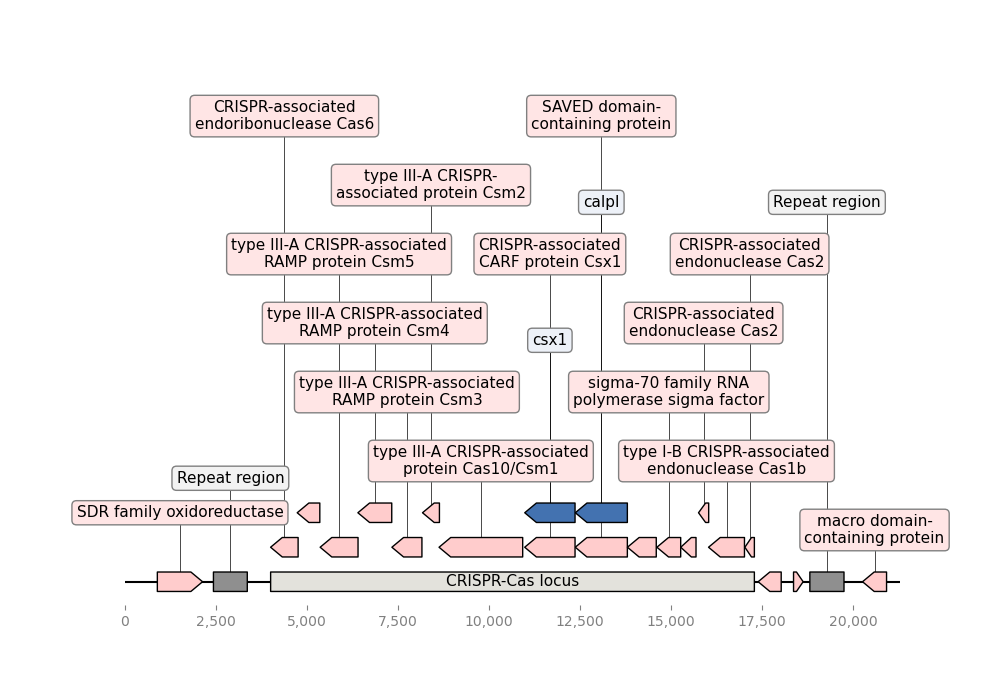 CRISPR-associated
endoribonuclease Cas6
SAVED domain-
containing protein
type III-A CRISPR-
associated protein Csm2
calpl
Repeat region
type III-A CRISPR-associated
RAMP protein Csm5
CRISPR-associated
CARF protein Csx1
CRISPR-associated
endonuclease Cas2
type III-A CRISPR-associated
RAMP protein Csm4
CRISPR-associated
endonuclease Cas2
csx1
type III-A CRISPR-associated
RAMP protein Csm3
sigma-70 family RNA
polymerase sigma factor
type III-A CRISPR-associated
protein Cas10/Csm1
type I-B CRISPR-associated
endonuclease Cas1b
Repeat region
SDR family oxidoreductase
macro domain-
containing protein
CRISPR-Cas locus
0
2,500
5,000
7,500
10,000
12,500
15,000
17,500
20,000